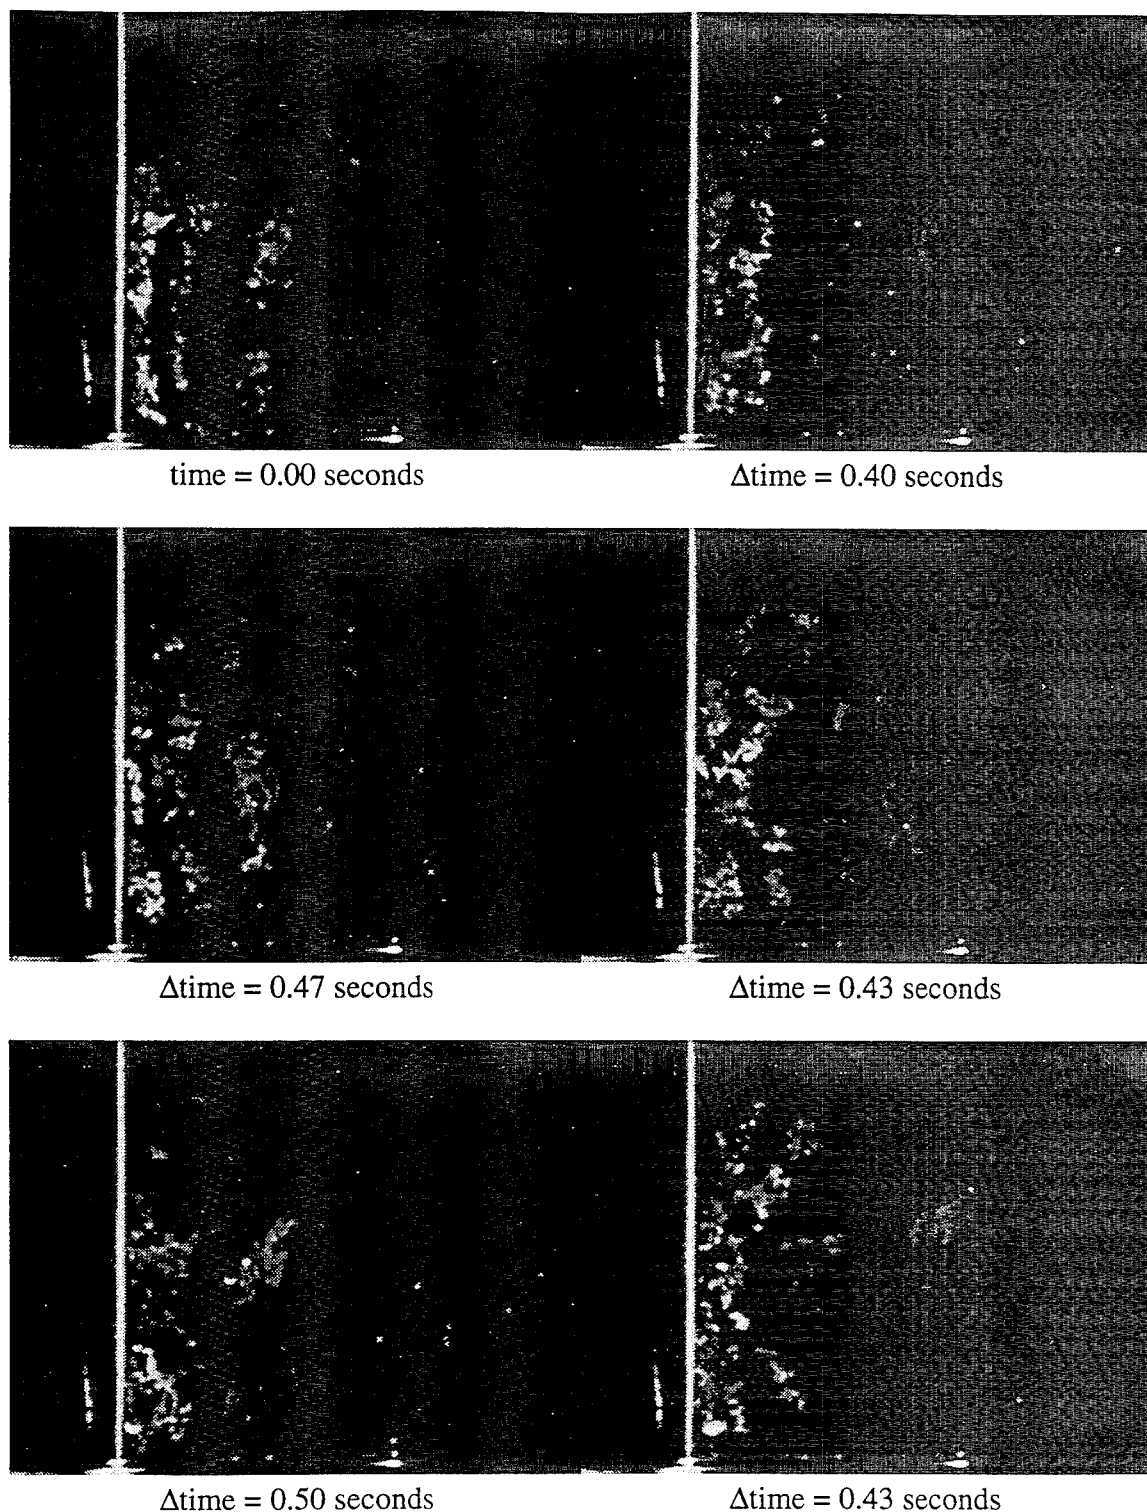 time = 0.00 seconds
Δtime = 0.40 seconds
Δtime = 0.47 seconds
Δtime = 0.43 seconds
Δtime = 0.50 seconds
Δtime = 0.43 seconds